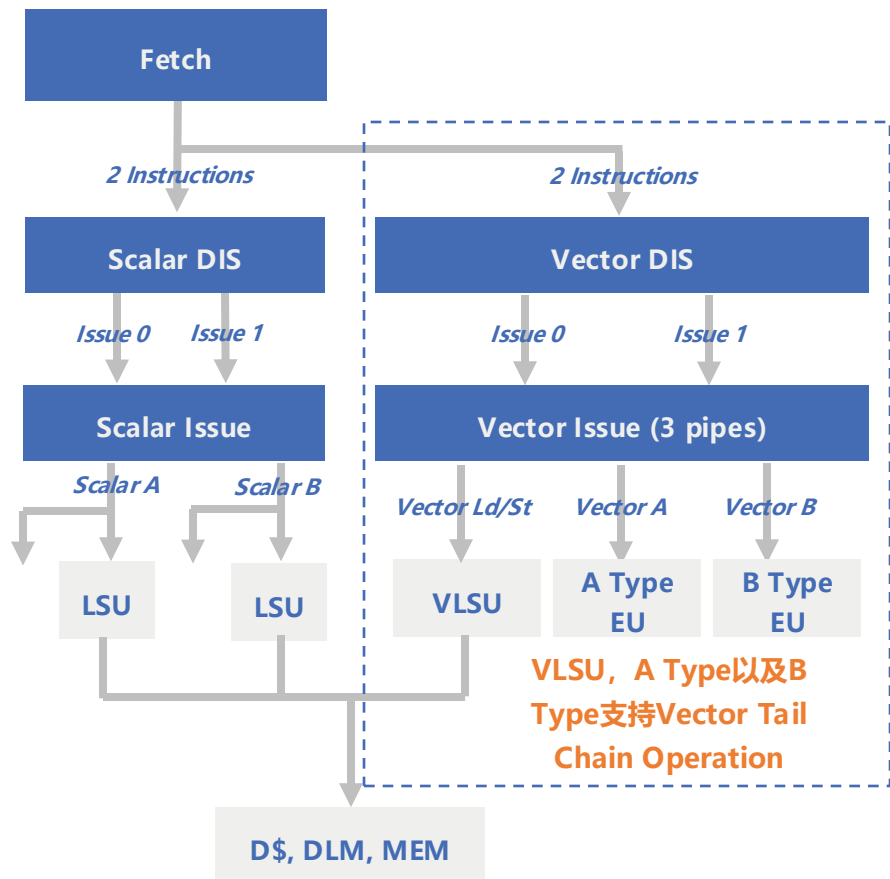 Fetch
2 Instructions
2 Instructions
Scalar DIS
Vector DIS
Issue 0
Issue 1
Issue 0
Issue 1
Scalar Issue
Vector Issue (3 pipes)
Scalar A
Scalar B
Vector Ld/St
Vector A
Vector B
LSU
LSU
VLSU
A Type
EU
B Type
EU
VLSU，A Type以及B
Type支持Vector Tail
Chain Operation
D$, DLM, MEM